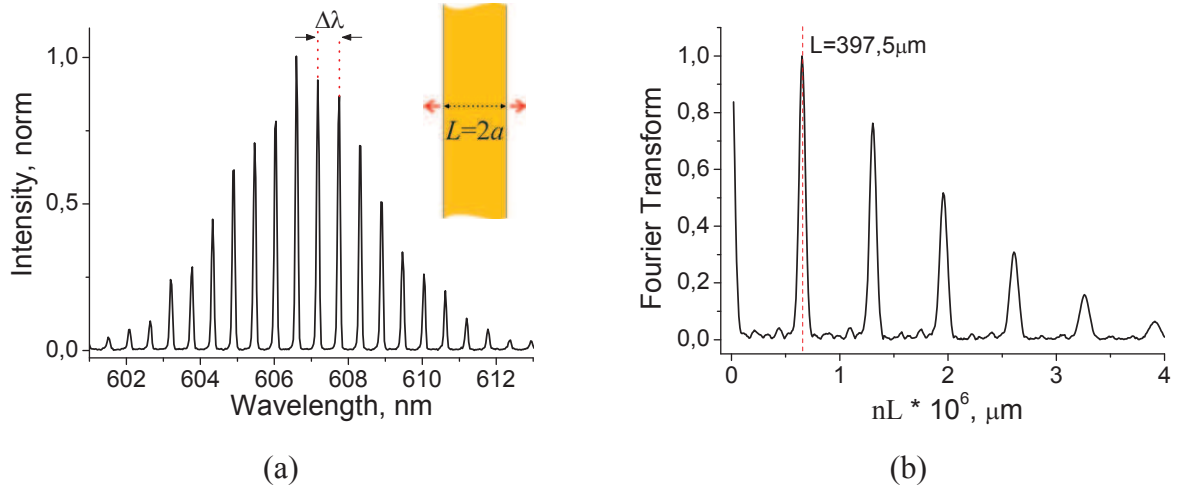 Δλ
L=2a
1,0
0,5
0,0
Intensity, norm
602 604 606 608 610 612
Wavelength, nm
(a)
L=397,5μm
1,0
0,8
0,6
0,4
0,2
0,0
Fourier Transform
0 1 2 3 4
nL * 10⁶, μm
(b)